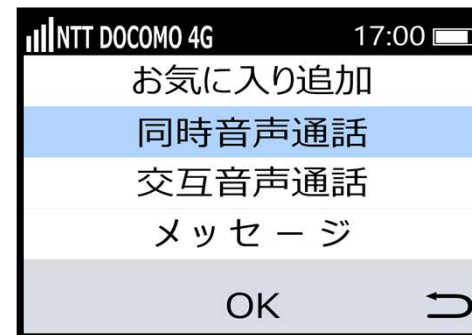 NTT DOCOMO 4G 17:00
お気に入り追加
同時音声通話
交互音声通話
メッセージ
OK